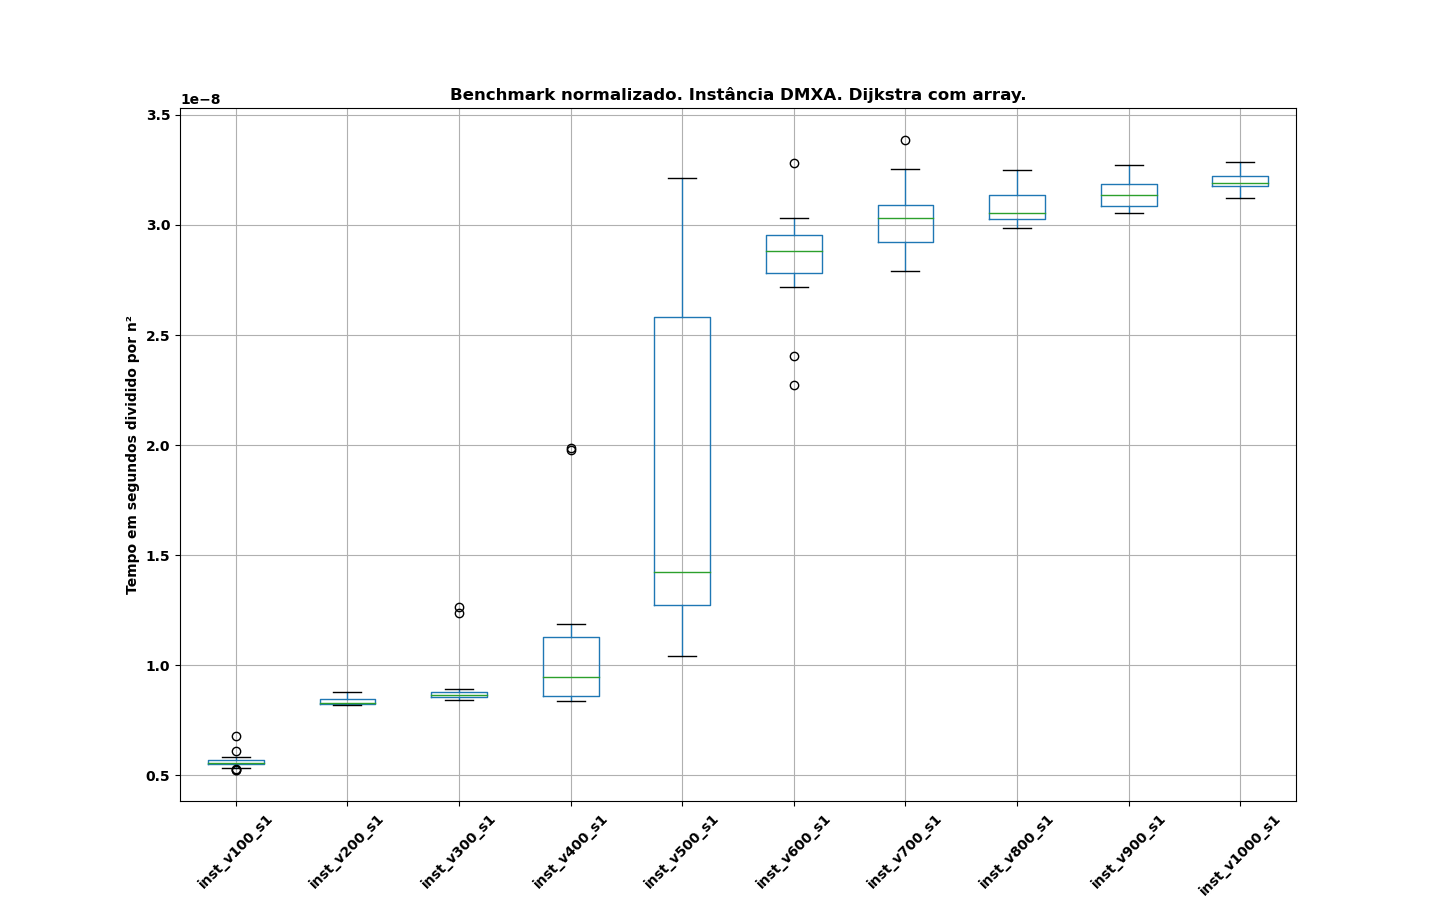 Benchmark normalizado. Instância DMXA. Dijkstra com array.
1e−8
3.5
3.0
2.5
2.0
1.5
1.0
0.5
Tempo em segundos dividido por n²
inst_v100_s1
inst_v200_s1
inst_v300_s1
inst_v400_s1
inst_v500_s1
inst_v600_s1
inst_v700_s1
inst_v800_s1
inst_v900_s1
inst_v1000_s1